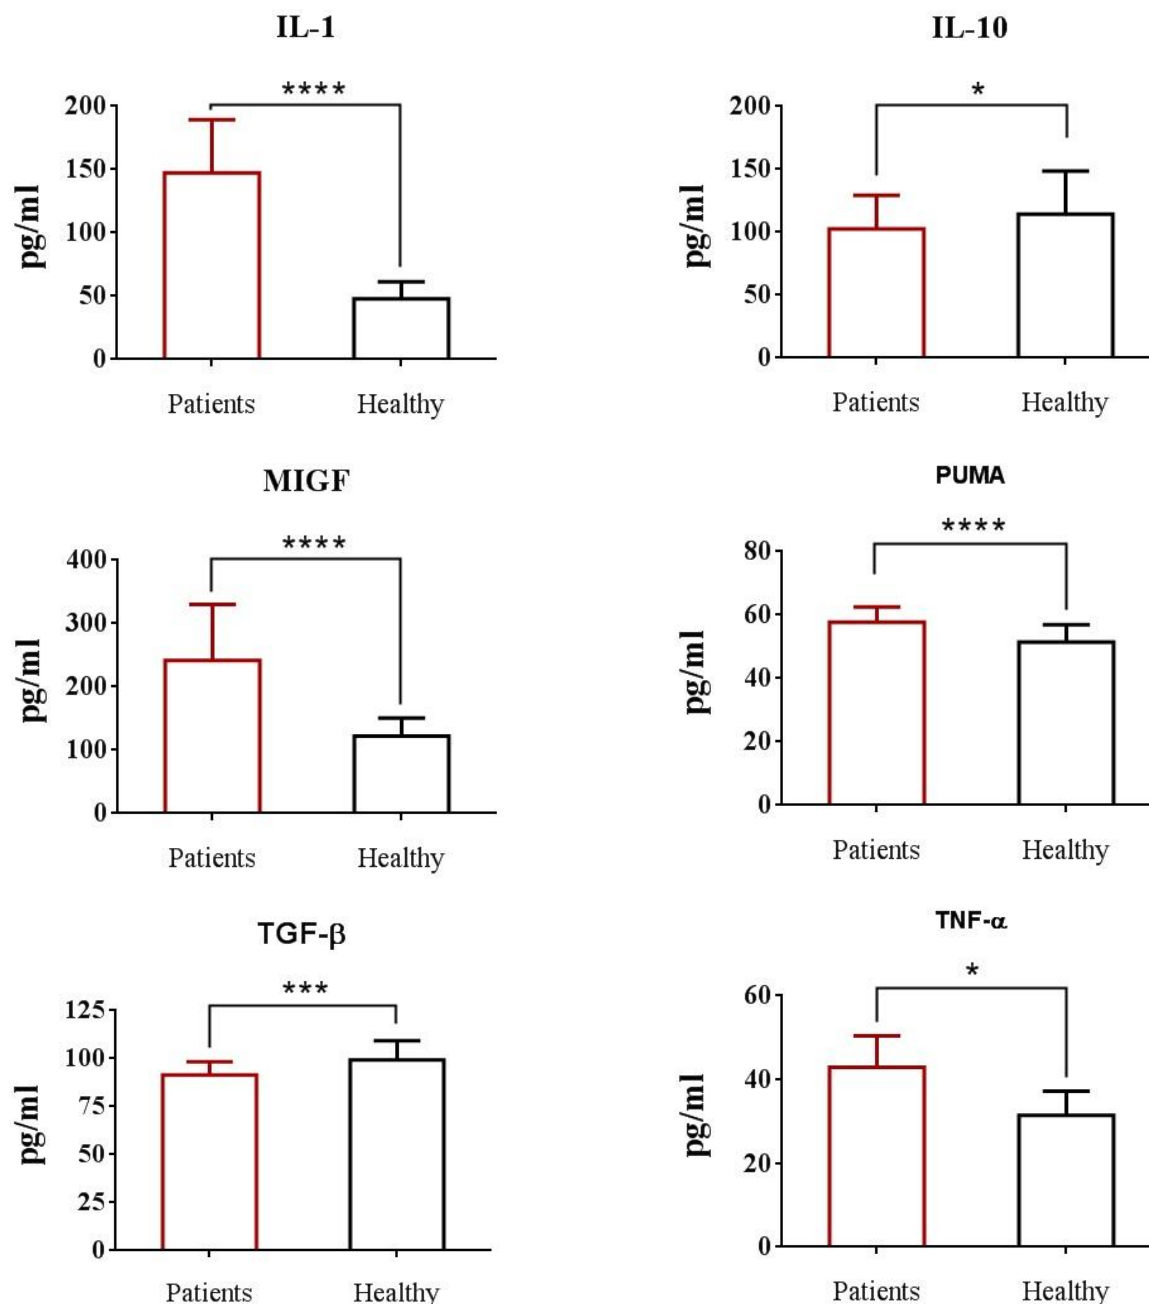 IL-1
****
200
150
100
50
0
pg/ml
Patients Healthy
IL-10
*
200
150
100
50
0
pg/ml
Patients Healthy
MIGF
****
400
300
200
100
0
pg/ml
Patients Healthy
PUMA
****
80
60
40
20
0
pg/ml
Patients Healthy
TGF-β
***
125
100
75
50
25
0
pg/ml
Patients Healthy
TNF-α
*
60
40
20
0
pg/ml
Patients Healthy